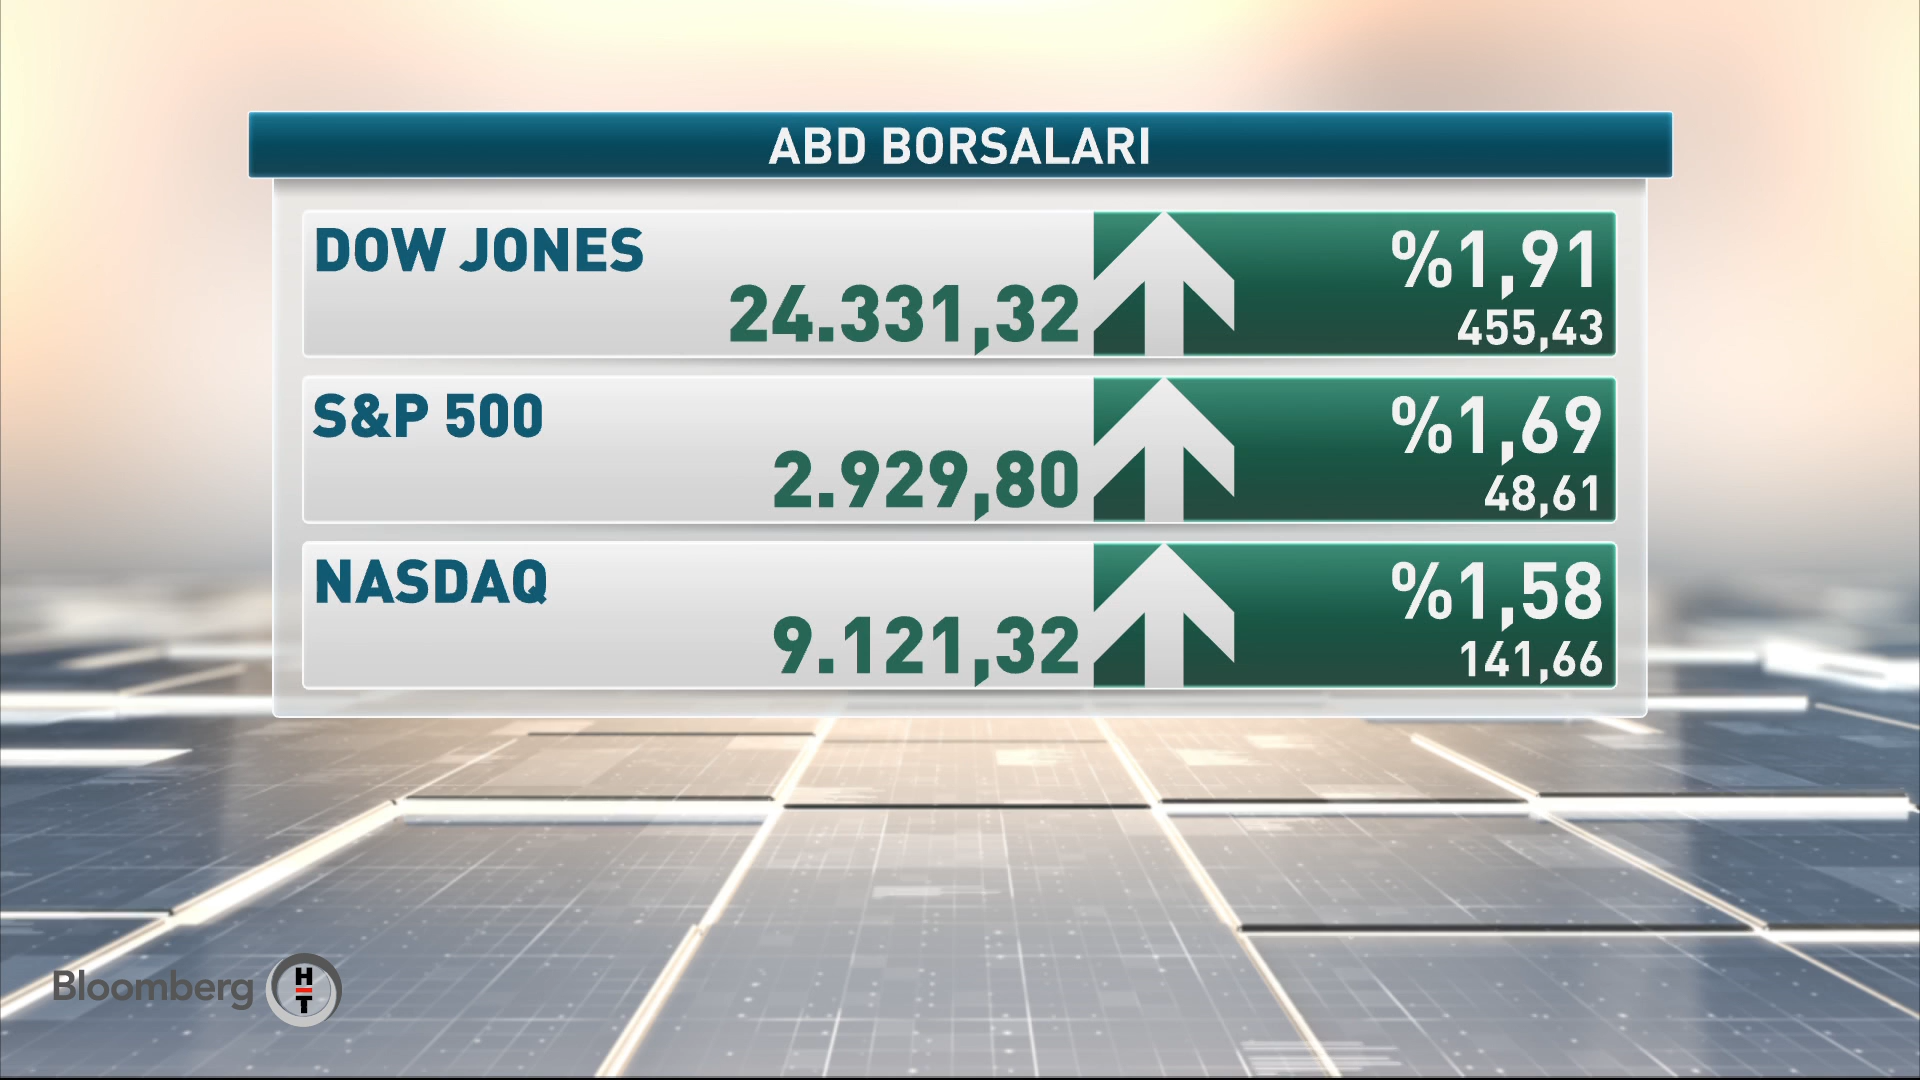 ABD BORSALARI
DOW JONES
24.331,32
%1,91
455,43
S&P 500
2.929,80
%1,69
48,61
NASDAQ
9.121,32
%1,58
141,66
Bloomberg HT